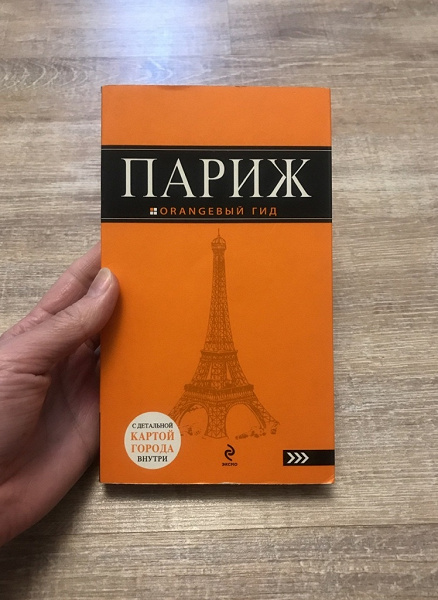 ПАРИЖ
ORANGEВЫЙ ГИД
С ДЕТАЛЬНОЙ
КАРТОЙ
ГОРОДА
ВНУТРИ
ЭКСМО